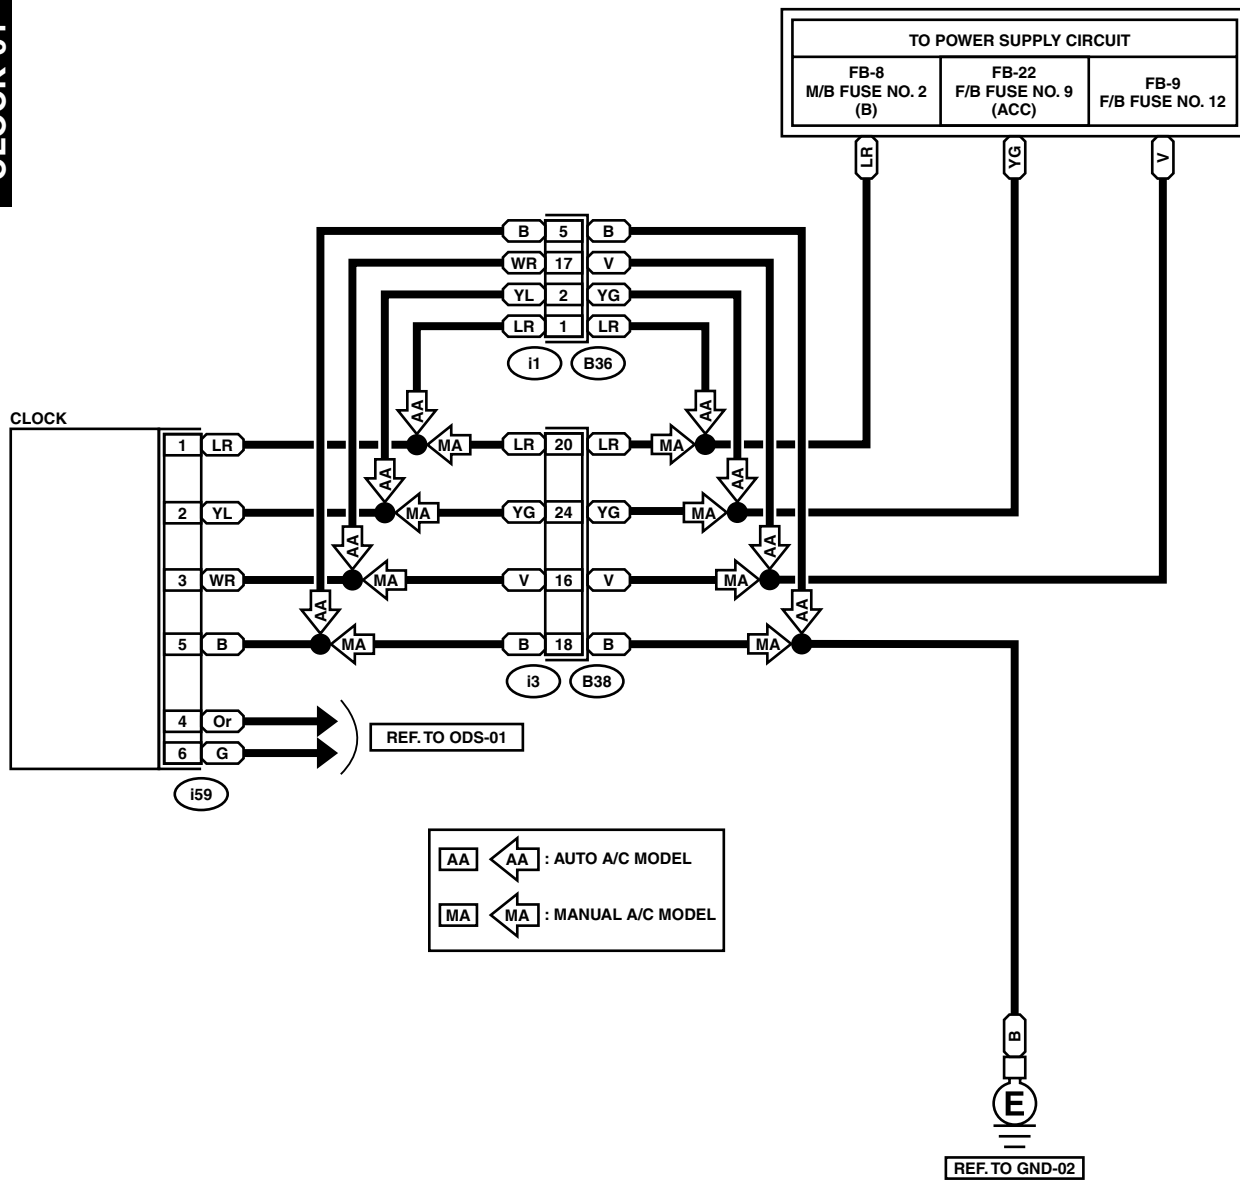 TO POWER SUPPLY CIRCUIT
FB-8
M/B FUSE NO. 2
(B)
FB-22
F/B FUSE NO. 9
(ACC)
FB-9
F/B FUSE NO. 12
LR
YG
V
B 5 B
WR 17 V
YL 2 YG
LR 1 LR
i1 B36
AA AA
CLOCK
1 LR MA LR 20 LR MA
AA AA
2 YL MA YG 24 YG MA
AA AA
3 WR MA V 16 V MA
AA AA
5 B MA B 18 B MA
i3 B38
4 Or
6 G
REF. TO ODS-01
i59
AA AA : AUTO A/C MODEL
MA MA : MANUAL A/C MODEL
B
E
REF. TO GND-02